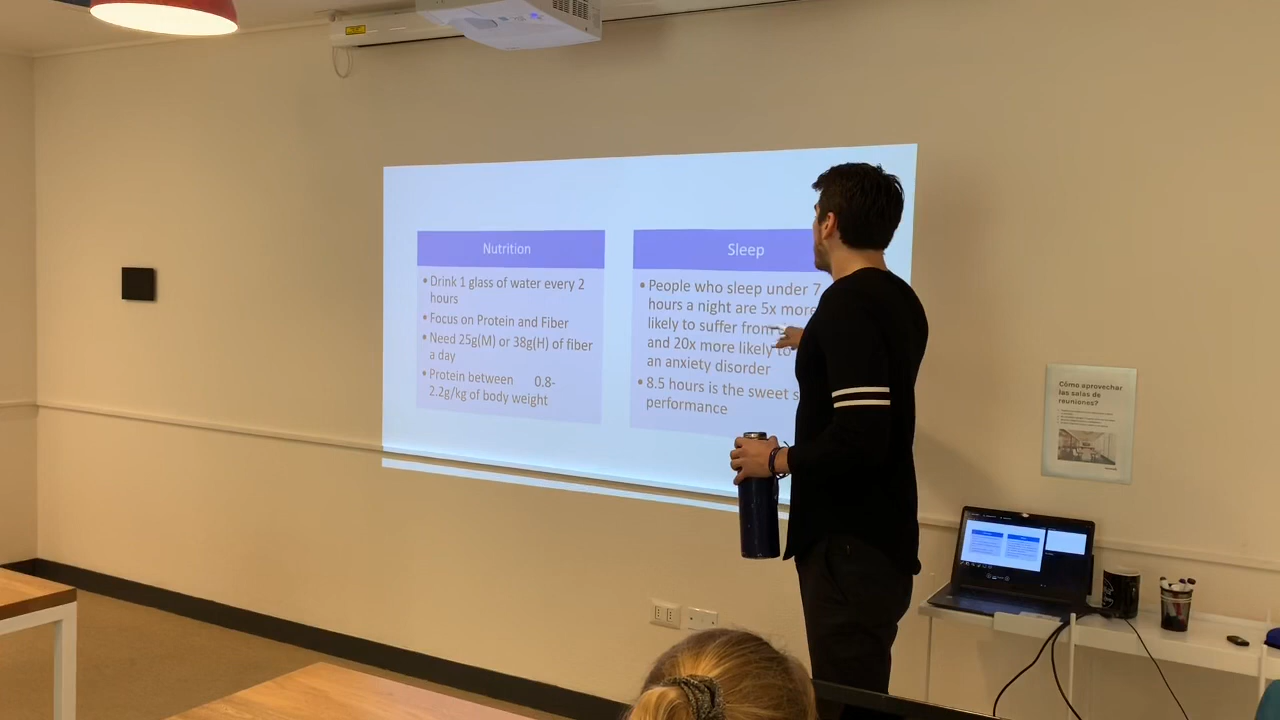 Nutrition
• Drink 1 glass of water every 2
hours
• Focus on Protein and Fiber
• Need 25g(M) or 38g(H) of fiber
a day
• Protein between 0.8-
2.2g/kg of body weight
Sleep
• People who sleep under 7
hours a night are 5x more
likely to suffer from
and 20x more likely to
an anxiety disorder
• 8.5 hours is the sweet s
performance
Cómo aprovechar
las salas de
reuniones?